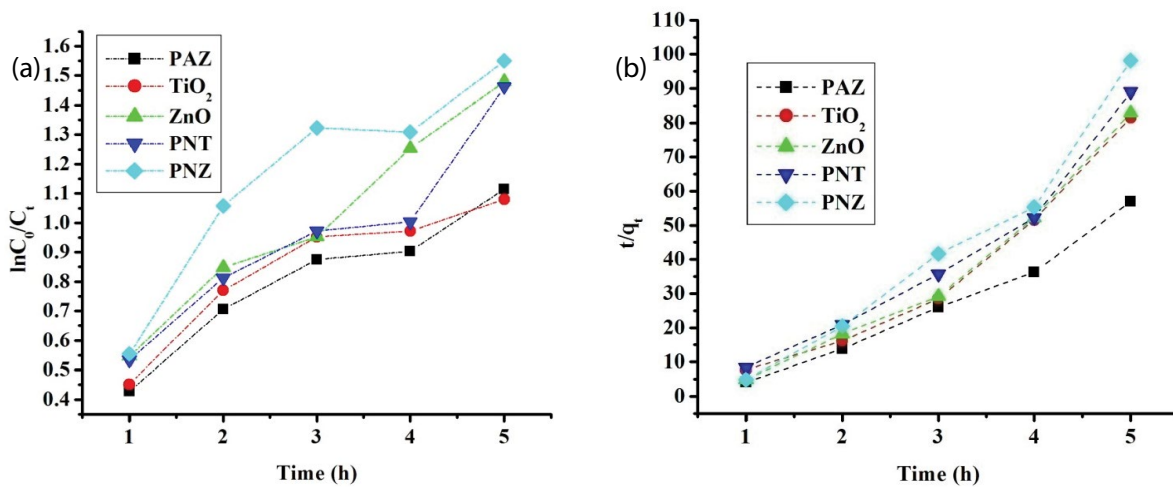 (a)
PAZ
TiO₂
ZnO
PNT
PNZ
lnC₀/Cₜ
1.6
1.5
1.4
1.3
1.2
1.1
1.0
0.9
0.8
0.7
0.6
0.5
0.4
1 2 3 4 5
Time (h)
(b)
PAZ
TiO₂
ZnO
PNT
PNZ
t/qₜ
110
100
90
80
70
60
50
40
30
20
10
0
1 2 3 4 5
Time (h)